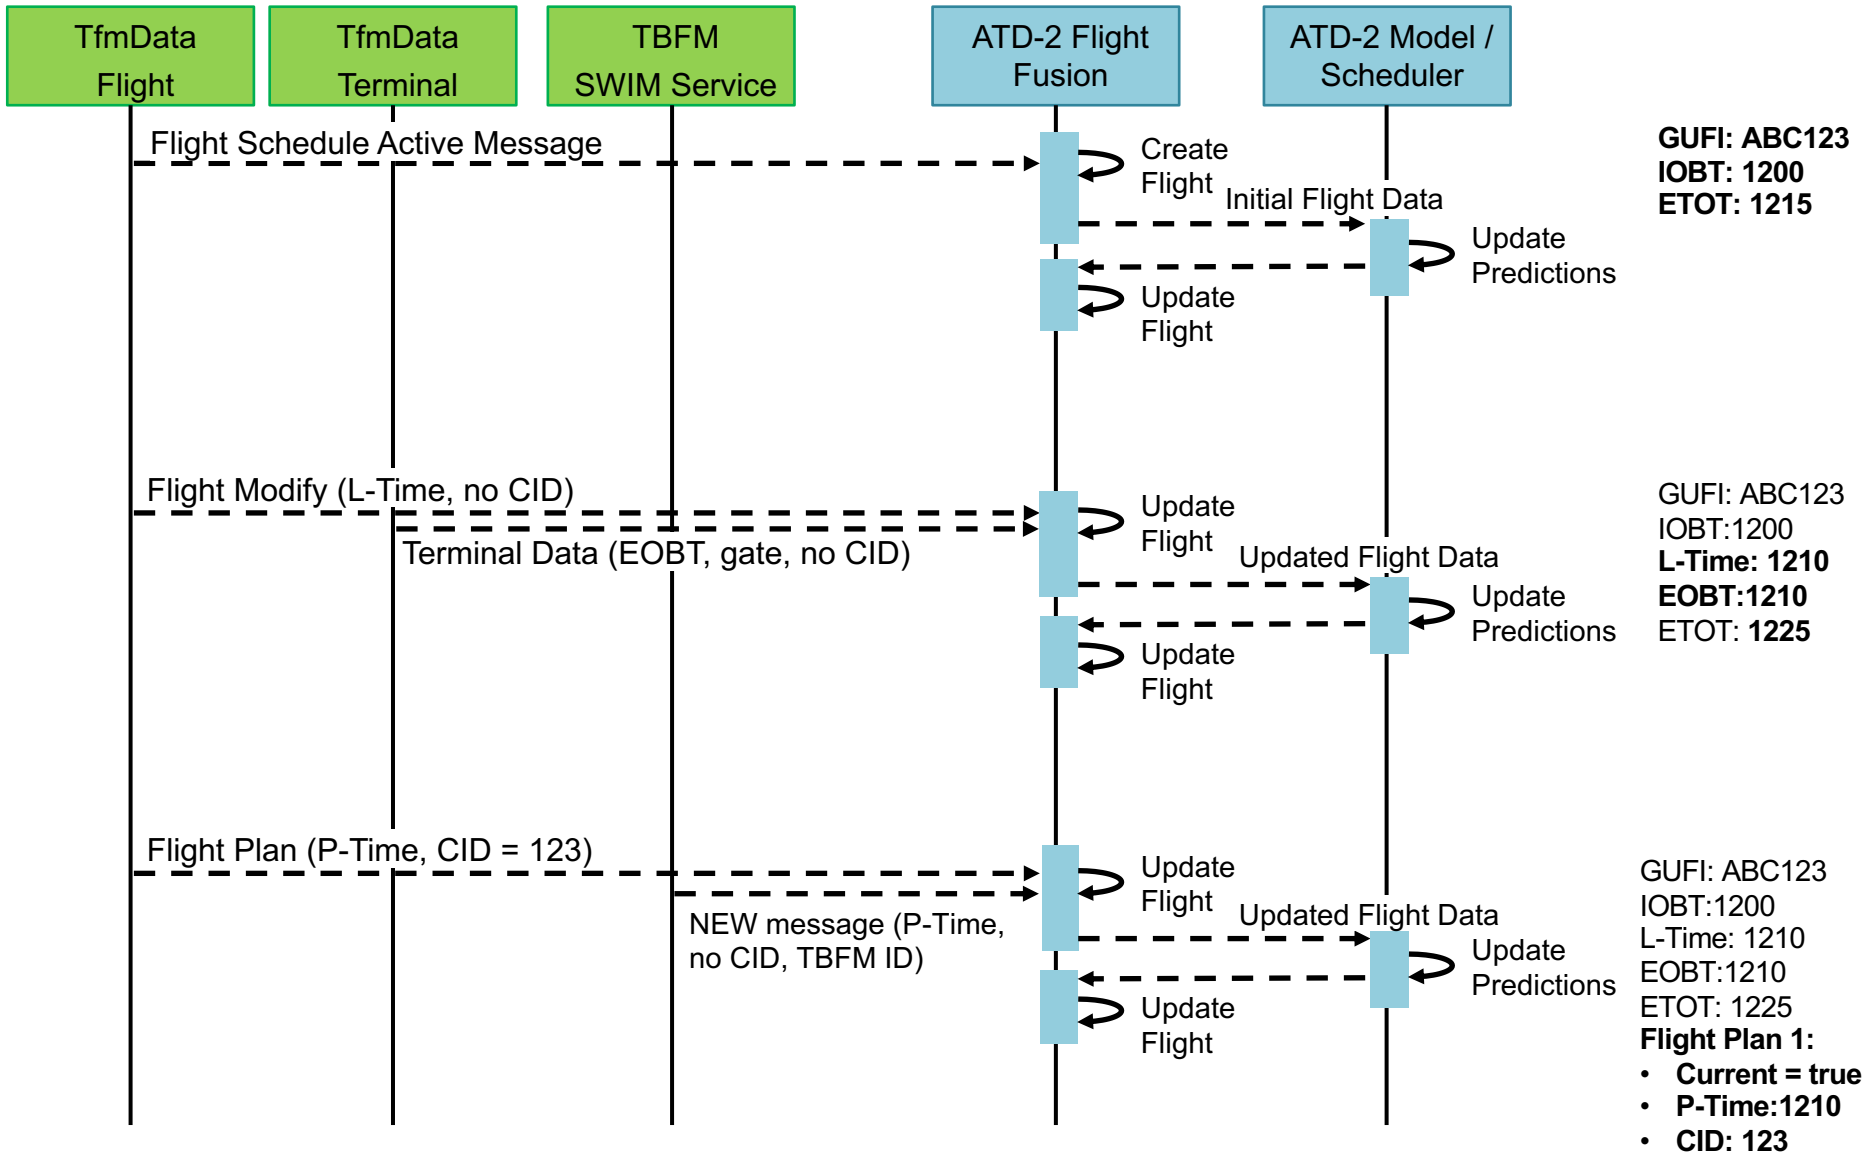 TfmData
Flight
TfmData
Terminal
TBFM
SWIM Service
ATD-2 Flight
Fusion
ATD-2 Model /
Scheduler
Flight Schedule Active Message
Create
Flight
Initial Flight Data
Update
Predictions
Update
Flight
GUFI: ABC123
IOBT: 1200
ETOT: 1215
Flight Modify (L-Time, no CID)
Terminal Data (EOBT, gate, no CID)
Update
Flight
Updated Flight Data
Update
Predictions
Update
Flight
GUFI: ABC123
IOBT:1200
L-Time: 1210
EOBT:1210
ETOT: 1225
Flight Plan (P-Time, CID = 123)
NEW message (P-Time,
no CID, TBFM ID)
Update
Flight
Updated Flight Data
Update
Predictions
Update
Flight
GUFI: ABC123
IOBT:1200
L-Time: 1210
EOBT:1210
ETOT: 1225
Flight Plan 1:
• Current = true
• P-Time:1210
• CID: 123